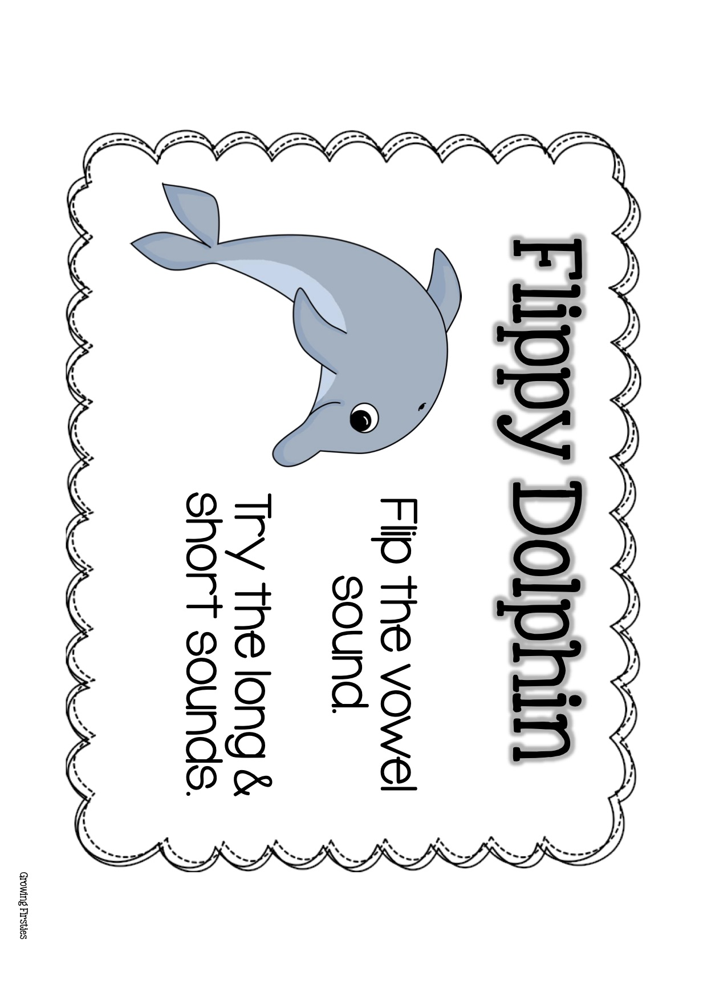 Flippy Dolphin
Flip the vowel
sound.
Try the long &
short sounds.
Growing Firsties